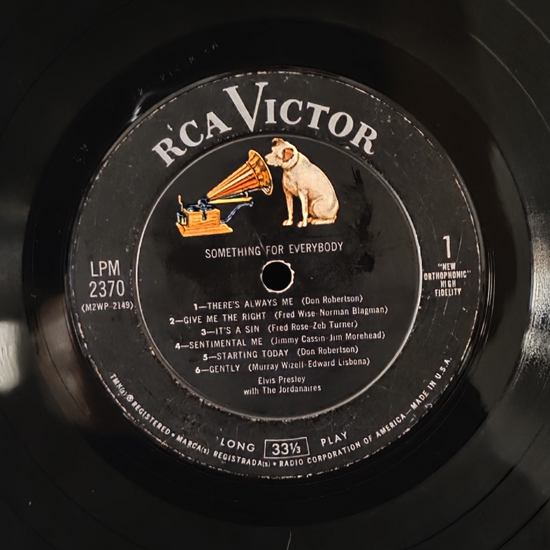 RCA VICTOR
SOMETHING FOR EVERYBODY
LPM
2370
(M2WP-2149)
1
"NEW
ORTHOPHONIC"
HIGH
FIDELITY
1—THERE'S ALWAYS ME (Don Robertson)
2—GIVE ME THE RIGHT (Fred Wise-Norman Blagman)
3—IT'S A SIN (Fred Rose-Zeb Turner)
4—SENTIMENTAL ME (Jimmy Cassin-Jim Morehead)
5—STARTING TODAY (Don Robertson)
6—GENTLY (Murray Wizell-Edward Lisbona)
Elvis Presley
with The Jordanaires
LONG 33⅓ PLAY
TMK(s) ® REGISTERED • MARCA(s) REGISTRADA(s) • RADIO CORPORATION OF AMERICA—MADE IN U.S.A.